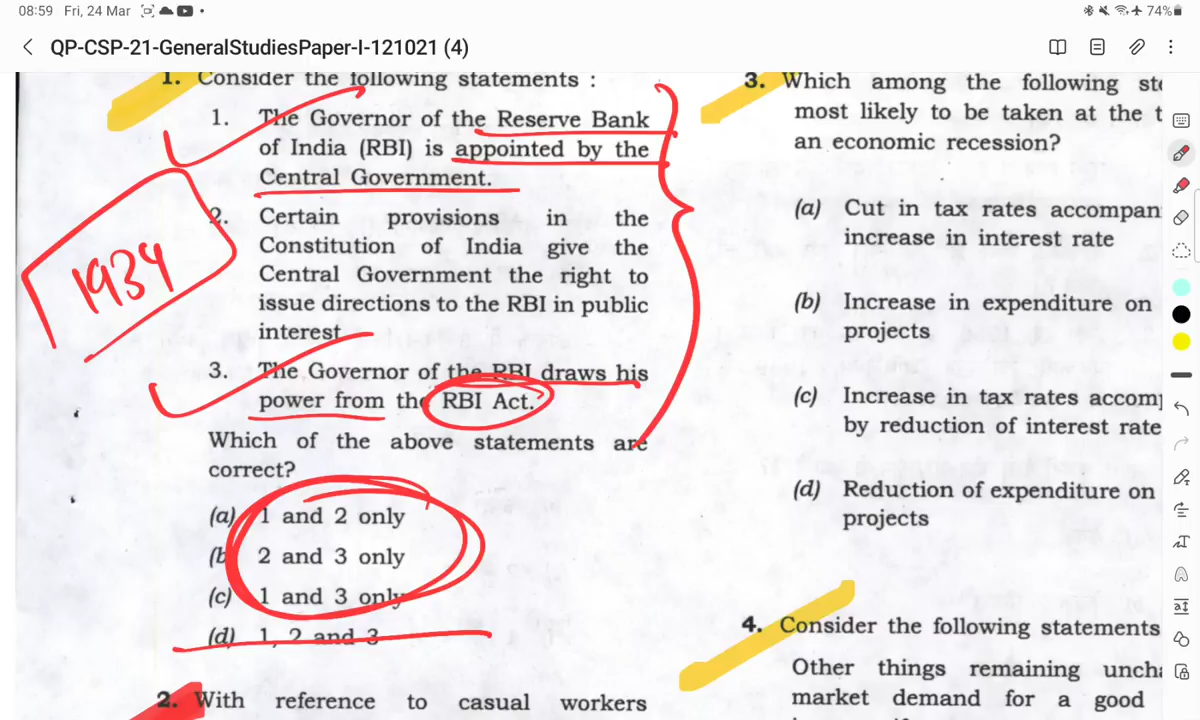 08:59 Fri, 24 Mar
74%
QP-CSP-21-GeneralStudiesPaper-I-121021 (4)
1. Consider the following statements :
1. The Governor of the Reserve Bank
of India (RBI) is appointed by the
Central Government.
2. Certain provisions in the
Constitution of India give the
Central Government the right to
issue directions to the RBI in public
interest.
3. The Governor of the RBI draws his
power from the RBI Act.
Which of the above statements are
correct?
(a) 1 and 2 only
(b) 2 and 3 only
(c) 1 and 3 only
(d) 1, 2 and 3
2. With reference to casual workers
1934
3. Which among the following
most likely to be taken at the
an economic recession?
(a) Cut in tax rates
increase in interest rate
(b) Increase in expenditure on
projects
(c) Increase in tax rates
by reduction of interest rate
(d) Reduction of expenditure on
projects
4. Consider the following statements
Other things remaining
market demand for a good